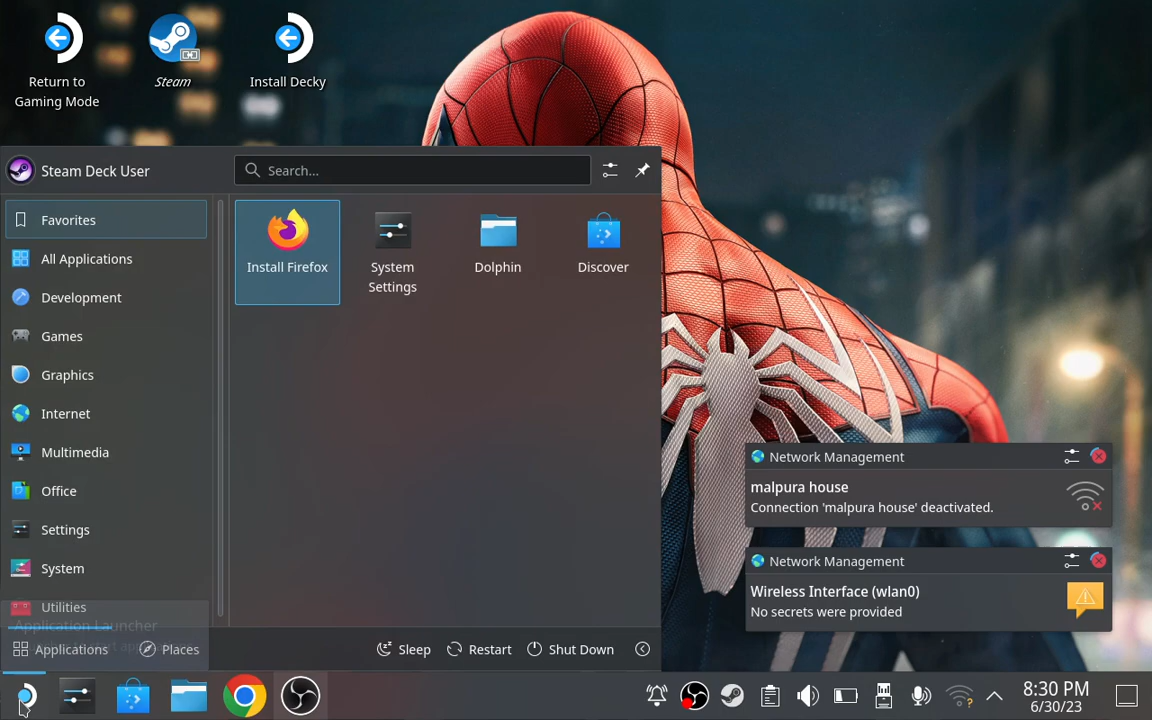 Return to
Gaming Mode
Steam
Install Decky
Steam Deck User
Search...
Favorites
All Applications
Development
Games
Graphics
Internet
Multimedia
Office
Settings
System
Utilities
Application Launcher
Install Firefox
System
Settings
Dolphin
Discover
Applications
Places
Sleep
Restart
Shut Down
Network Management
malpura house
Connection 'malpura house' deactivated.
Network Management
Wireless Interface (wlan0)
No secrets were provided
8:30 PM
6/30/23